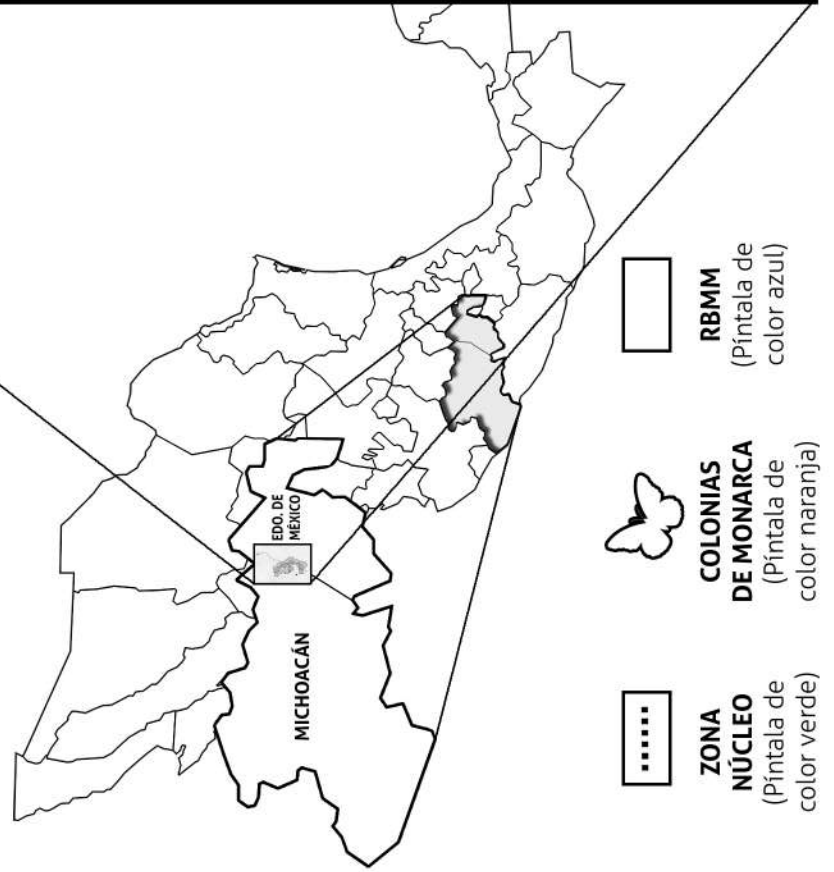 EDO. DE
MÉXICO
MICHOACÁN
ZONA
NÚCLEO
(Píntala de
color verde)
COLONIAS
DE MONARCA
(Píntala de
color naranja)
RBMM
(Píntala de
color azul)